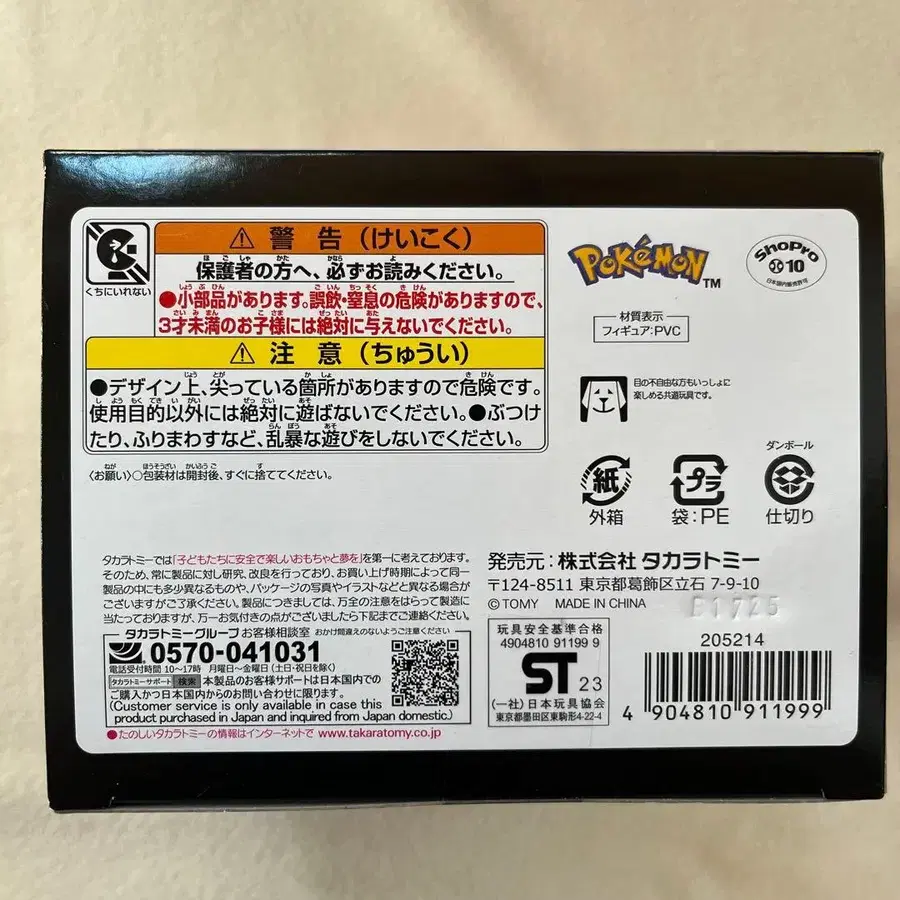 くちにいれない
⚠ 警告(けいこく)
保護者の方へ、必ずお読みください。
●小部品があります。誤飲・窒息の危険がありますので、
3才未満のお子様には絶対に与えないでください。
⚠ 注意(ちゅうい)
●デザイン上、尖っている箇所がありますので危険です。
使用目的以外には絶対に遊ばないでください。●ぶつけ
たり、ふりまわすなど、乱暴な遊びをしないでください。
〈お願い〉○包装材は開封後、すぐに捨ててください。
POKéMON™
ShoPro
10
日本国内販売許可
材質表示
フィギュア:PVC
目の不自由な方もいっしょに
楽しめる共遊玩具です。
紙
外箱
プラ
袋:PE
ダンボール
仕切り
タカラトミーでは「子どもたちに安全で楽しいおもちゃと夢を」を第一に考えております。
そのため、常に製品に対し研究、改良を行っており、お買い上げ時期によって同一
製品の中にも多少異なるものや、パッケージの写真やイラストなどと異なる場合が
ございますがご了承ください。製品につきましては、万全の注意をはらって製造に
当たっておりますが、万一お気付きの点がございましたら下記までご連絡ください。
タカラトミーグループ お客様相談室 おかけ間違えのないようご注意ください
0570-041031
電話受付時間 10〜17時 月曜日〜金曜日(土・日・祝日を除く)
タカラトミーサポート 検索 本製品のお客様サポートは日本国内での
ご購入かつ日本国内からのお問い合わせに限ります。
(Customer service is only available in case this
product purchased in Japan and inquired from Japan domestic.)
●たのしいタカラトミーの情報はインターネットで www.takaratomy.co.jp
発売元:株式会社 タカラトミー
〒124-8511 東京都葛飾区立石 7-9-10
©TOMY MADE IN CHINA
玩具安全基準合格
4904810 91199 9
ST 23
(一社)日本玩具協会
東京都墨田区東駒形4-22-4
205214
4 904810 911999